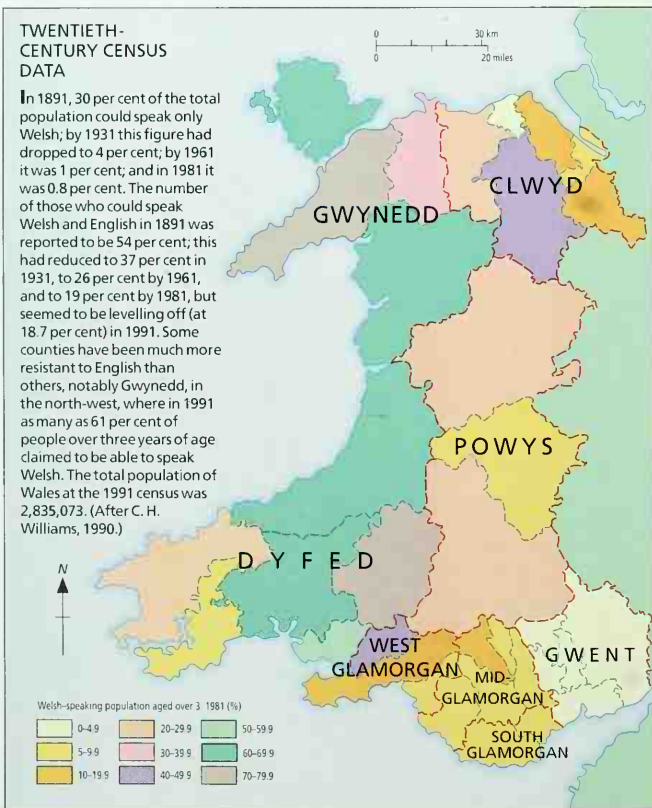 TWENTIETH-
CENTURY CENSUS
DATA
In 1891, 30 per cent of the total
population could speak only
Welsh; by 1931 this figure had
dropped to 4 per cent; by 1961
it was 1 per cent; and in 1981 it
was 0.8 per cent. The number
of those who could speak
Welsh and English in 1891 was
reported to be 54 per cent; this
had reduced to 37 per cent in
1931, to 26 per cent by 1961,
and to 19 per cent by 1981, but
seemed to be levelling off (at
18.7 per cent) in 1991. Some
counties have been much more
resistant to English than
others, notably Gwynedd, in
the north-west, where in 1991
as many as 61 per cent of
people over three years of age
claimed to be able to speak
Welsh. The total population of
Wales at the 1991 census was
2,835,073. (After C. H.
Williams, 1990.)
0 30 km
0 20 miles
CLWYD
GWYNEDD
POWYS
DYFED
N
WEST
GLAMORGAN
GWENT
MID-
GLAMORGAN
SOUTH
GLAMORGAN
Welsh-speaking population aged over 3 1981 (%)
0-4.9 20-29.9 50-59.9
5-9.9 30-39.9 60-69.9
10-19.9 40-49.9 70-79.9